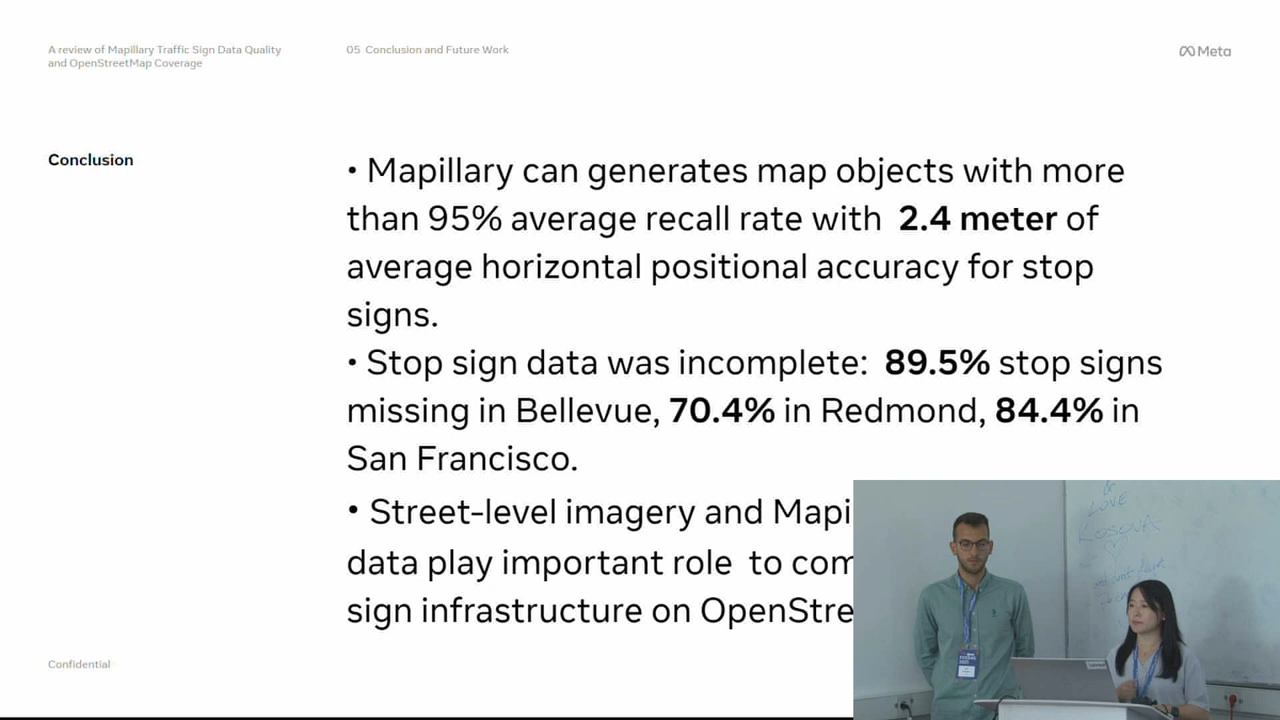 A review of Mapillary Traffic Sign Data Quality
and OpenStreetMap Coverage
05 Conclusion and Future Work
Meta
Conclusion
• Mapillary can generates map objects with more
than 95% average recall rate with 2.4 meter of
average horizontal positional accuracy for stop
signs.
• Stop sign data was incomplete: 89.5% stop signs
missing in Bellevue, 70.4% in Redmond, 84.4% in
San Francisco.
• Street-level imagery and Mapi
data play important role to com
sign infrastructure on OpenStre
Confidential
LOVE
KOSOVA